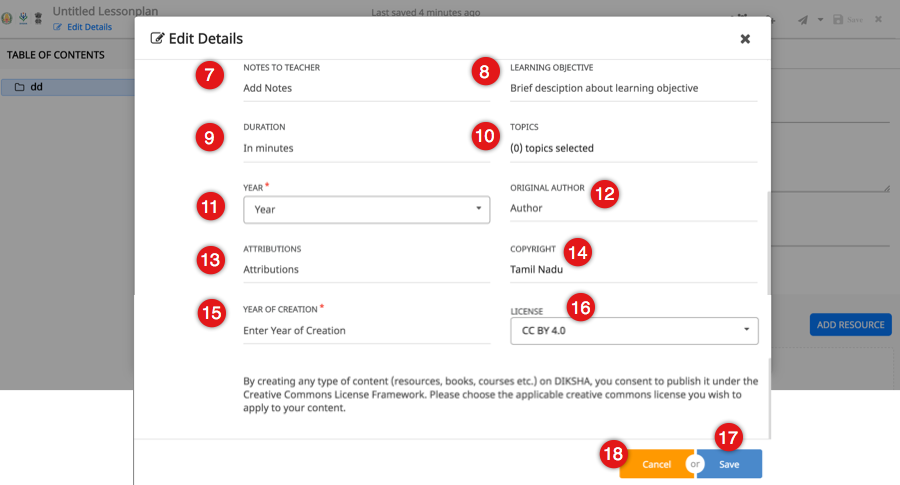 Untitled Lessonplan
Last saved 4 minutes ago
Edit Details
Save
TABLE OF CONTENTS
dd
Edit Details
7 NOTES TO TEACHER
Add Notes
8 LEARNING OBJECTIVE
Brief desciption about learning objective
9 DURATION
In minutes
10 TOPICS
(0) topics selected
11 YEAR *
Year
ORIGINAL AUTHOR 12
Author
13 ATTRIBUTIONS
Attributions
COPYRIGHT 14
Tamil Nadu
15 YEAR OF CREATION *
Enter Year of Creation
LICENSE 16
CC BY 4.0
ADD RESOURCE
By creating any type of content (resources, books, courses etc.) on DIKSHA, you consent to publish it under the
Creative Commons License Framework. Please choose the applicable creative commons license you wish to
apply to your content.
18 Cancel or Save 17